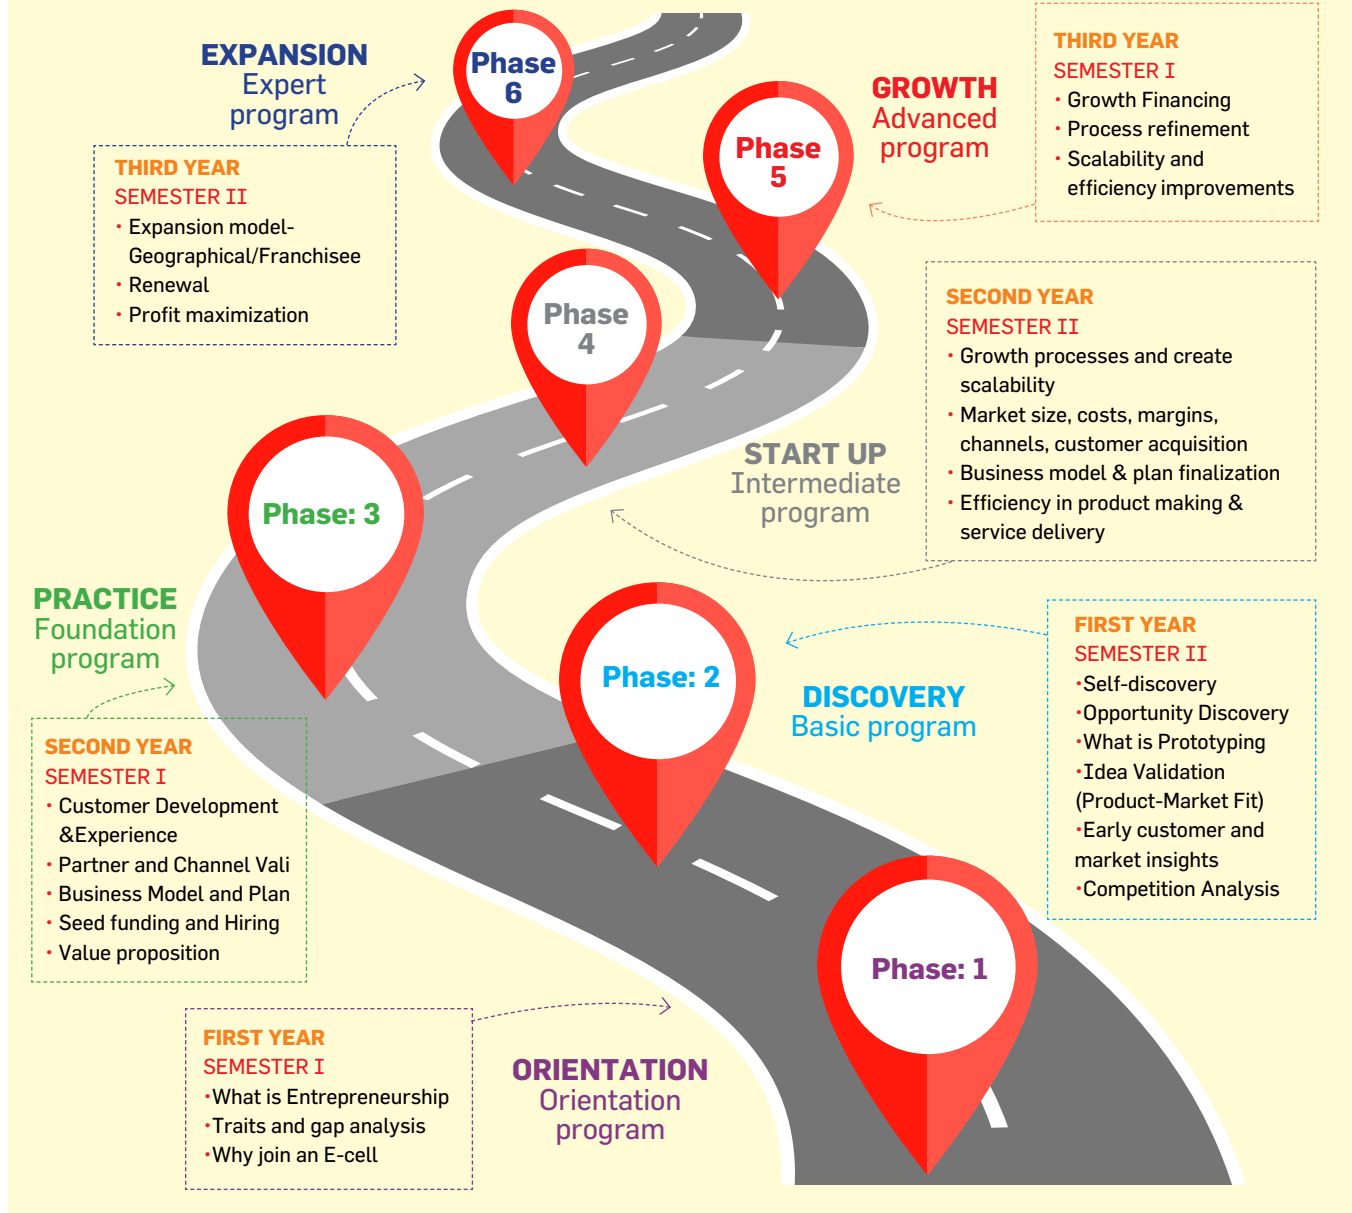 EXPANSION
Expert
program
Phase
6
THIRD YEAR
SEMESTER II
• Expansion model-
Geographical/Franchisee
• Renewal
• Profit maximization
GROWTH
Advanced
program
Phase
5
THIRD YEAR
SEMESTER I
• Growth Financing
• Process refinement
• Scalability and
efficiency improvements
Phase
4
START UP
Intermediate
program
SECOND YEAR
SEMESTER II
• Growth processes and create
scalability
• Market size, costs, margins,
channels, customer acquisition
• Business model & plan finalization
• Efficiency in product making &
service delivery
Phase: 3
PRACTICE
Foundation
program
SECOND YEAR
SEMESTER I
• Customer Development
&Experience
• Partner and Channel Vali
• Business Model and Plan
• Seed funding and Hiring
• Value proposition
Phase: 2
DISCOVERY
Basic program
FIRST YEAR
SEMESTER II
•Self-discovery
•Opportunity Discovery
•What is Prototyping
•Idea Validation
(Product-Market Fit)
•Early customer and
market insights
•Competition Analysis
Phase: 1
ORIENTATION
Orientation
program
FIRST YEAR
SEMESTER I
•What is Entrepreneurship
•Traits and gap analysis
•Why join an E-cell